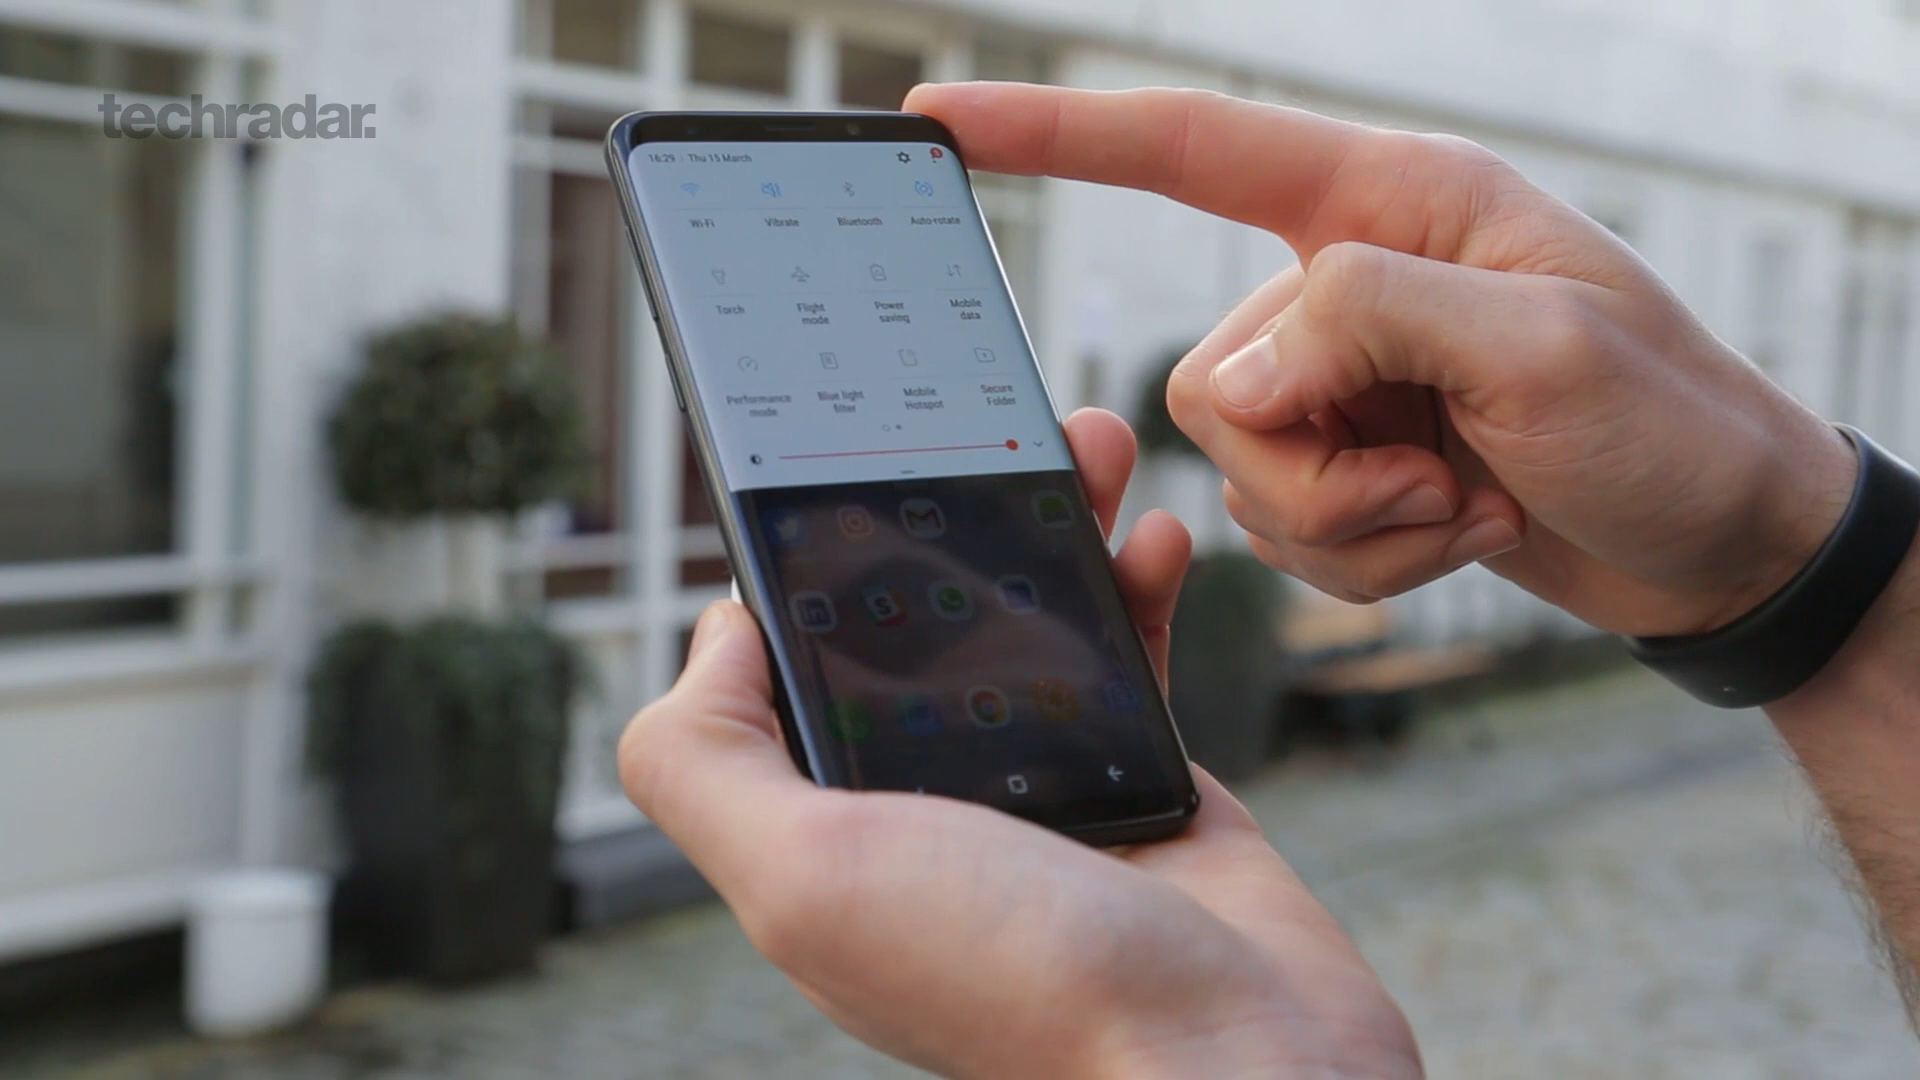 techradar.
16:29 | Thu 15 March
Wi-Fi Vibrate Bluetooth Auto-rotate
Torch Flight mode Power saving Mobile data
Performance mode Blue light filter Mobile Hotspot Secure Folder
in S